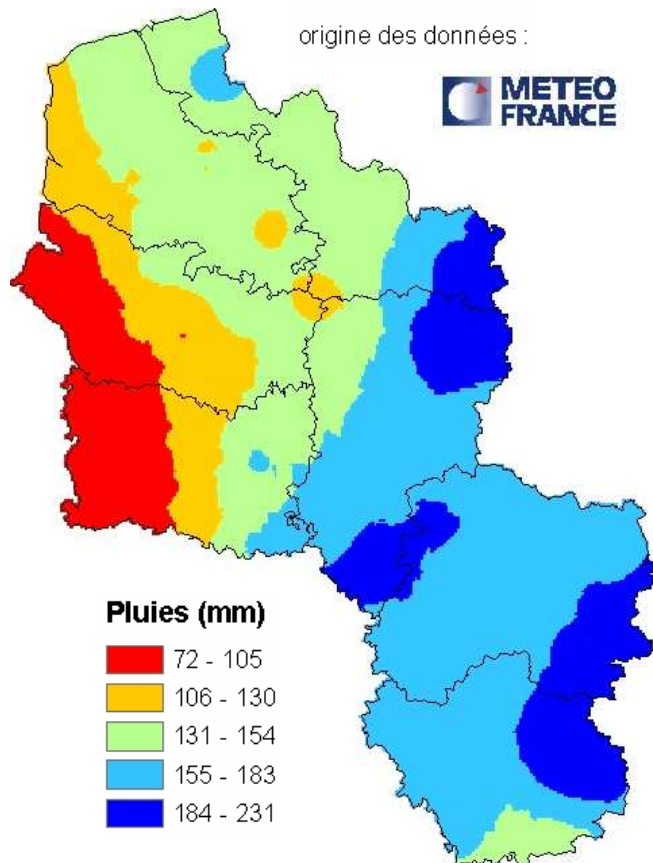 origine des données :
METEO
FRANCE
Pluies (mm)
72 - 105
106 - 130
131 - 154
155 - 183
184 - 231